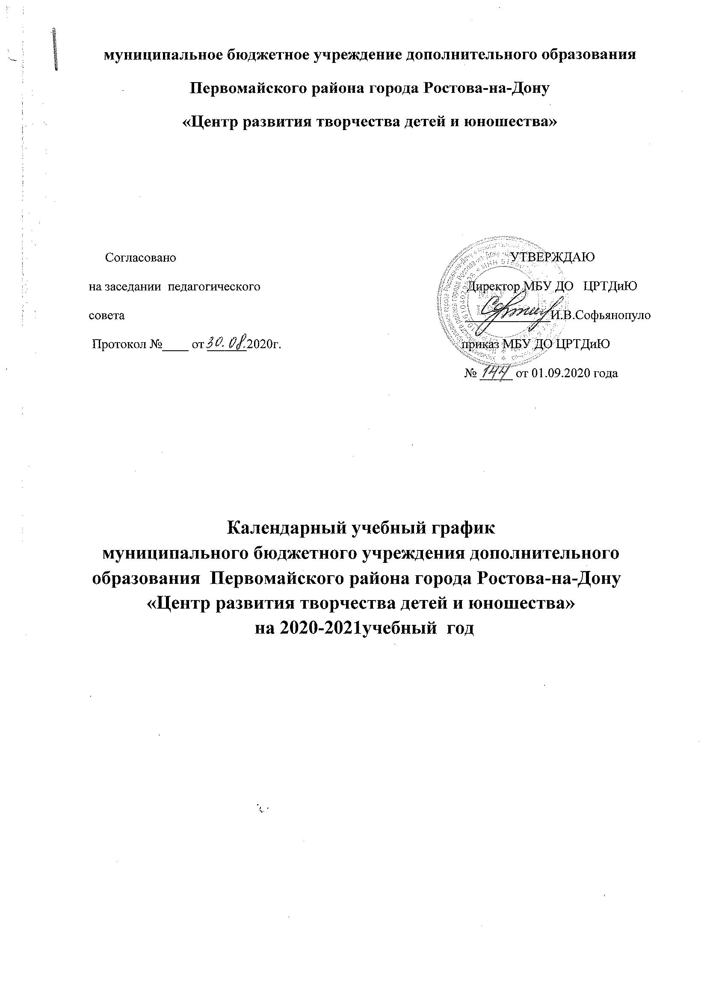 муниципальное бюджетное учреждение дополнительного образования
Первомайского района города Ростова-на-Дону
«Центр развития творчества детей и юношества»
Согласовано
на заседании педагогического
совета
Протокол №____ от 30.08.2020г.
УТВЕРЖДАЮ
Директор МБУ ДО ЦРТДиЮ
И.В.Софьянопуло
приказ МБУ ДО ЦРТДиЮ
№ 144 от 01.09.2020 года
Календарный учебный график
муниципального бюджетного учреждения дополнительного
образования Первомайского района города Ростова-на-Дону
«Центр развития творчества детей и юношества»
на 2020-2021учебный год